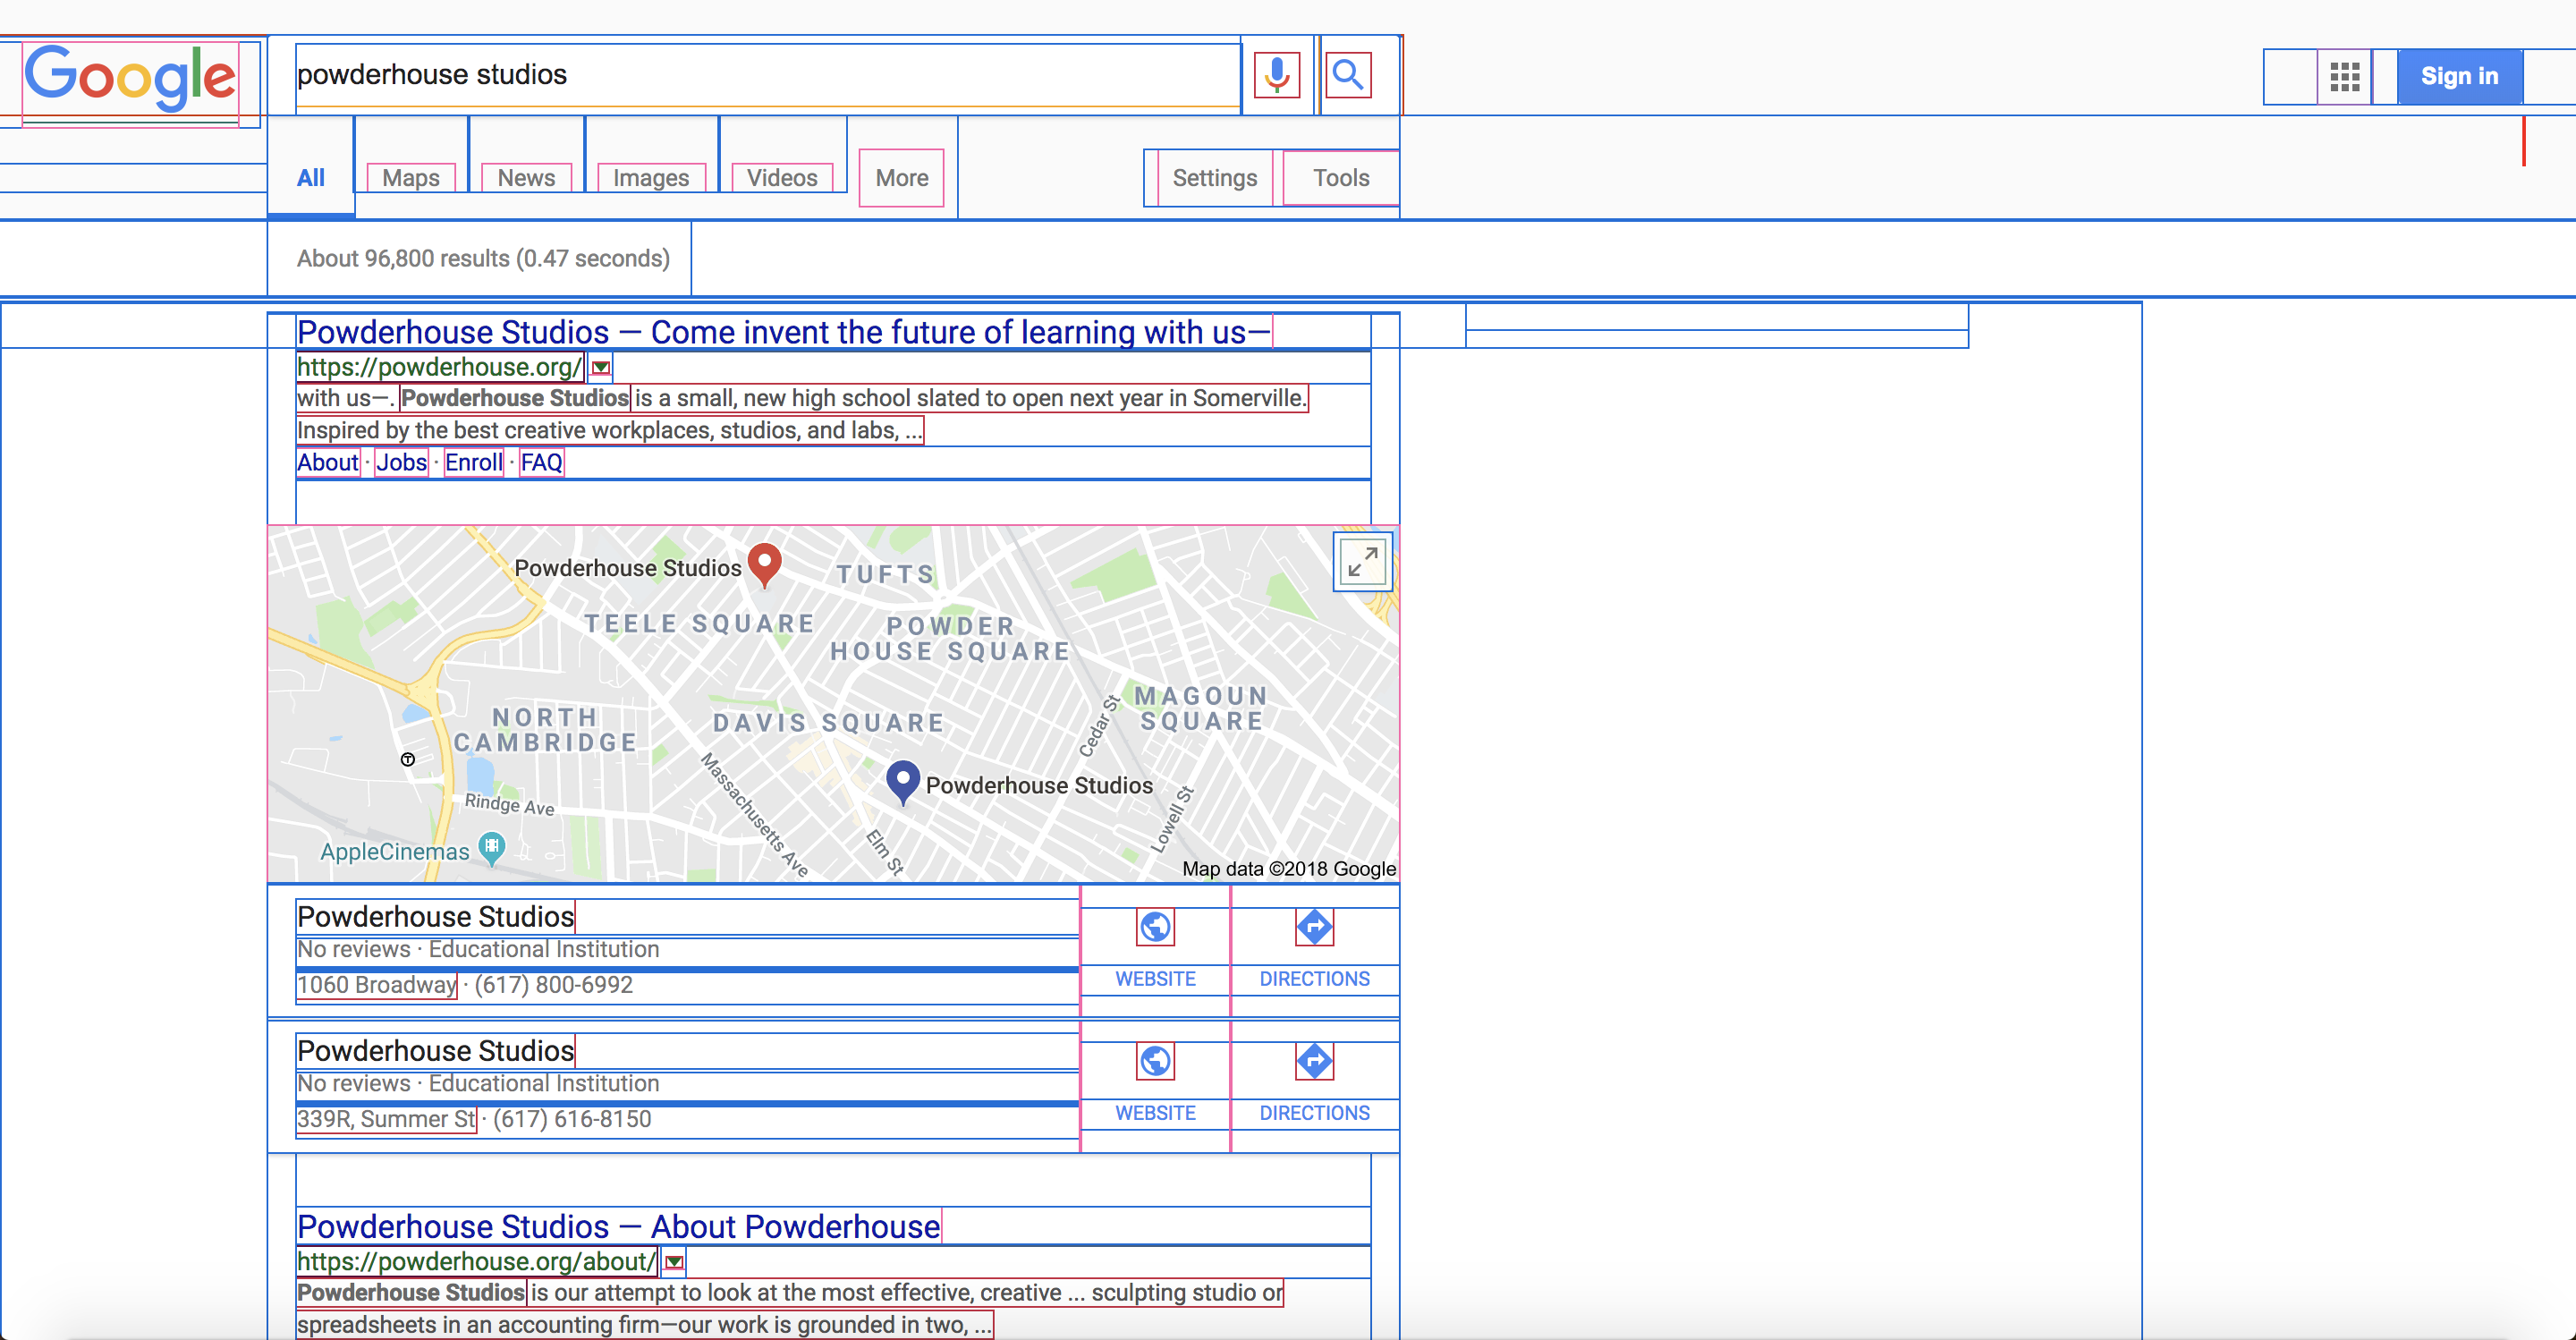 Google
powderhouse studios
Sign in
All Maps News Images Videos More Settings Tools
About 96,800 results (0.47 seconds)
Powderhouse Studios — Come invent the future of learning with us—
https://powderhouse.org/
with us—. Powderhouse Studios is a small, new high school slated to open next year in Somerville.
Inspired by the best creative workplaces, studios, and labs, ...
About · Jobs · Enroll · FAQ
Powderhouse Studios
TUFTS
TEELE SQUARE
POWDER
HOUSE SQUARE
MAGOUN
SQUARE
NORTH
CAMBRIDGE
DAVIS SQUARE
Cedar St
T
Massachusetts Ave
Powderhouse Studios
Rindge Ave
Elm St
Lowell St
AppleCinemas
Map data ©2018 Google
Powderhouse Studios
No reviews · Educational Institution
1060 Broadway · (617) 800-6992
WEBSITE
DIRECTIONS
Powderhouse Studios
No reviews · Educational Institution
339R, Summer St · (617) 616-8150
WEBSITE
DIRECTIONS
Powderhouse Studios — About Powderhouse
https://powderhouse.org/about/
Powderhouse Studios is our attempt to look at the most effective, creative ... sculpting studio or
spreadsheets in an accounting firm—our work is grounded in two, ...